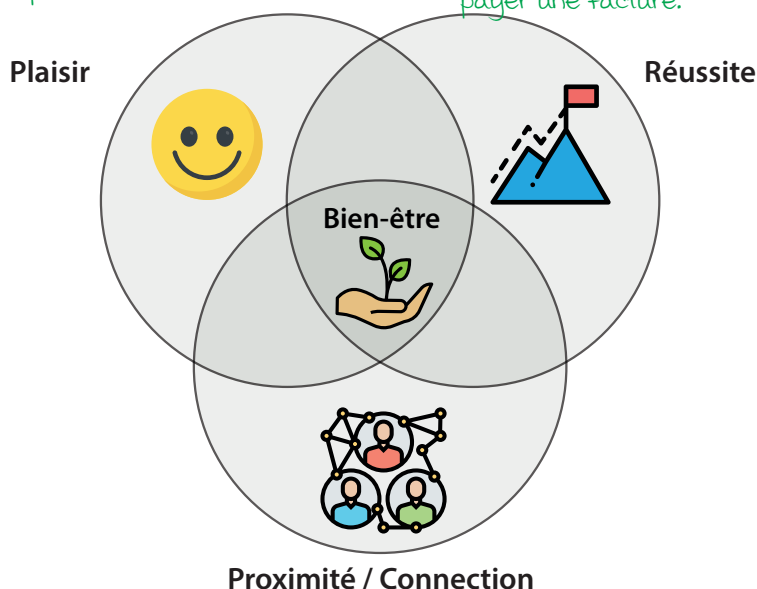 payer une facture.
Plaisir
Réussite
Bien-être
Proximité / Connection